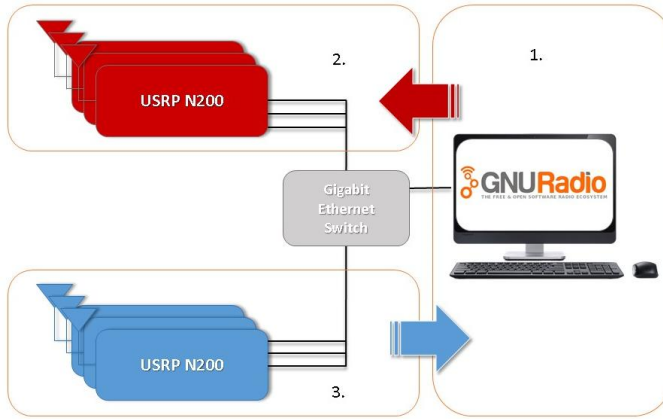 2.
1.
USRP N200
GNURadio
THE FREE & OPEN SOFTWARE RADIO ECOSYSTEM
Gigabit
Ethernet
Switch
USRP N200
3.